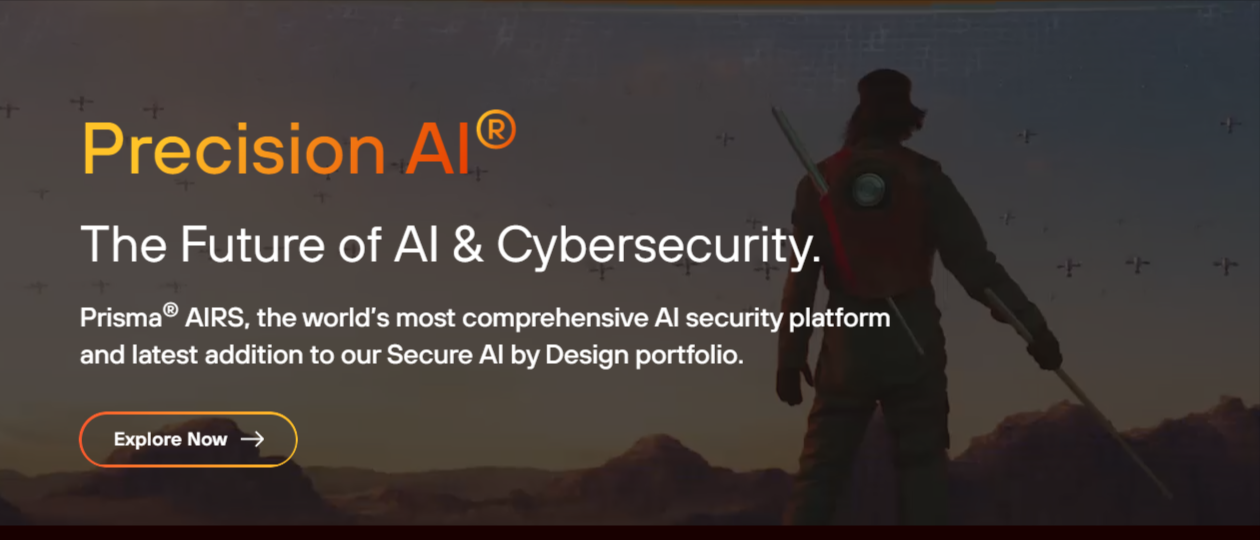 Precision AI®
The Future of AI & Cybersecurity.
Prisma® AIRS, the world's most comprehensive AI security platform
and latest addition to our Secure AI by Design portfolio.
Explore Now →